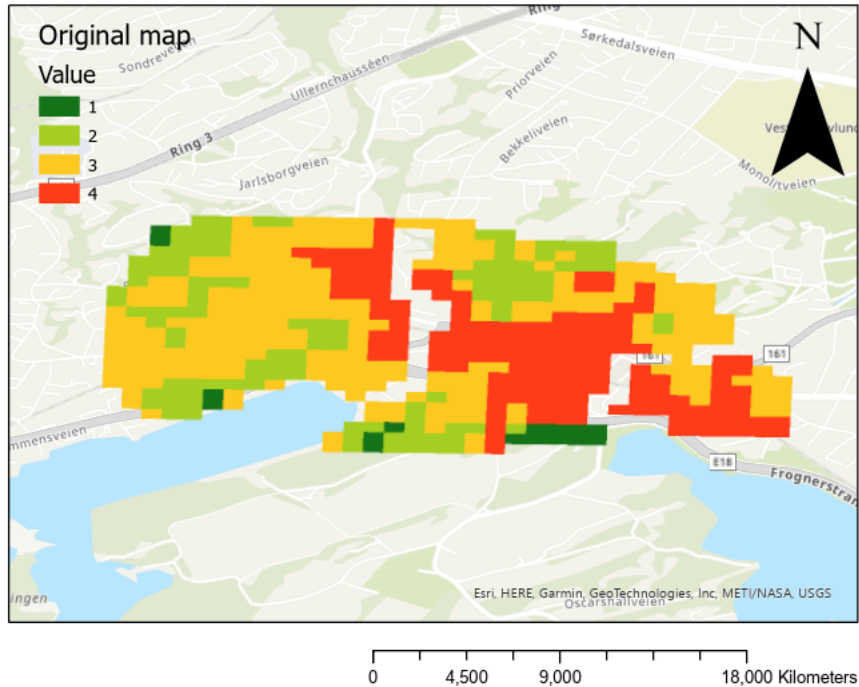 Original map
Value
1
2
3
4
N
Ring
Sørkedalsveien
Sondreveien
Ullernchausséen
Priorveien
Ring 3
Bekkeliveien
Jarlsborgveien
Monolitveien
161
161
mmensveien
E18
Frognerstran
ingen
Esri, HERE, Garmin, GeoTechnologies, Inc, METI/NASA, USGS
Oscarshallveien
0 4,500 9,000 18,000 Kilometers